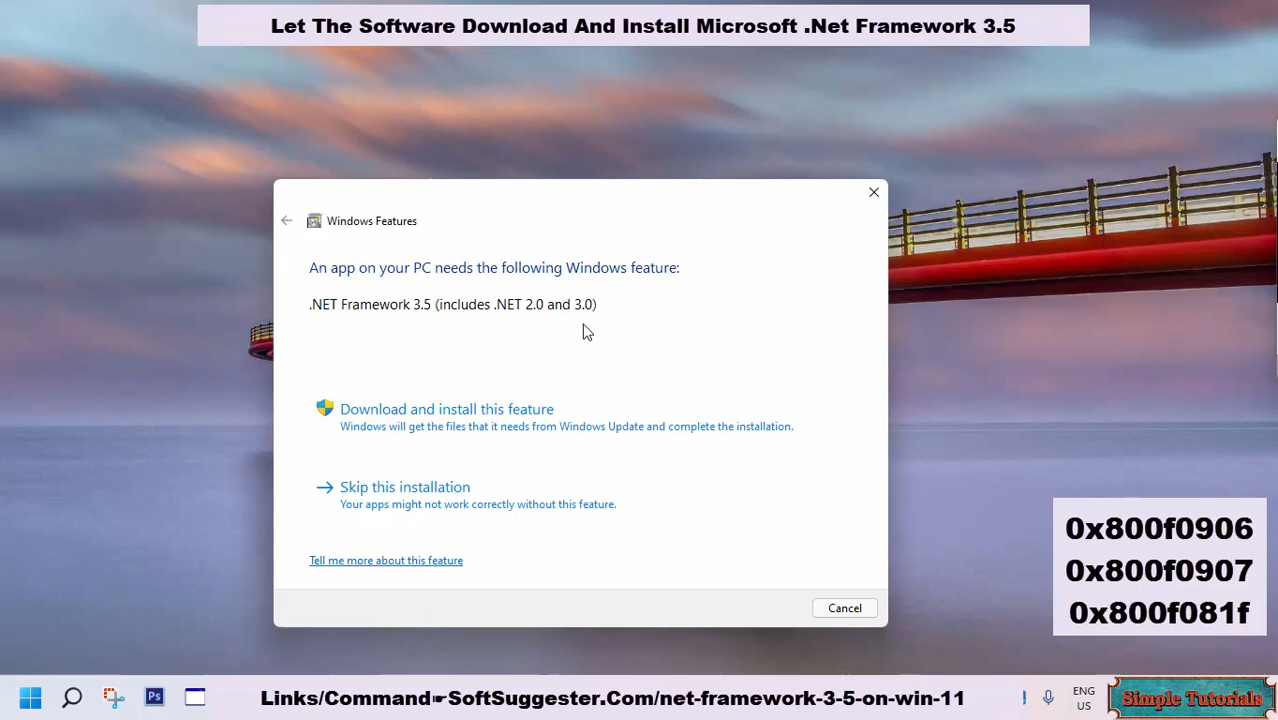 Let The Software Download And Install Microsoft .Net Framework 3.5
Windows Features
An app on your PC needs the following Windows feature:
.NET Framework 3.5 (includes .NET 2.0 and 3.0)
Download and install this feature
Windows will get the files that it needs from Windows Update and complete the installation.
Skip this installation
Your apps might not work correctly without this feature.
Tell me more about this feature
Cancel
0x800f0906
0x800f0907
0x800f081f
Ps
Links/Command☛SoftSuggester.Com/net-framework-3-5-on-win-11
ENG
US
Simple Tutorials